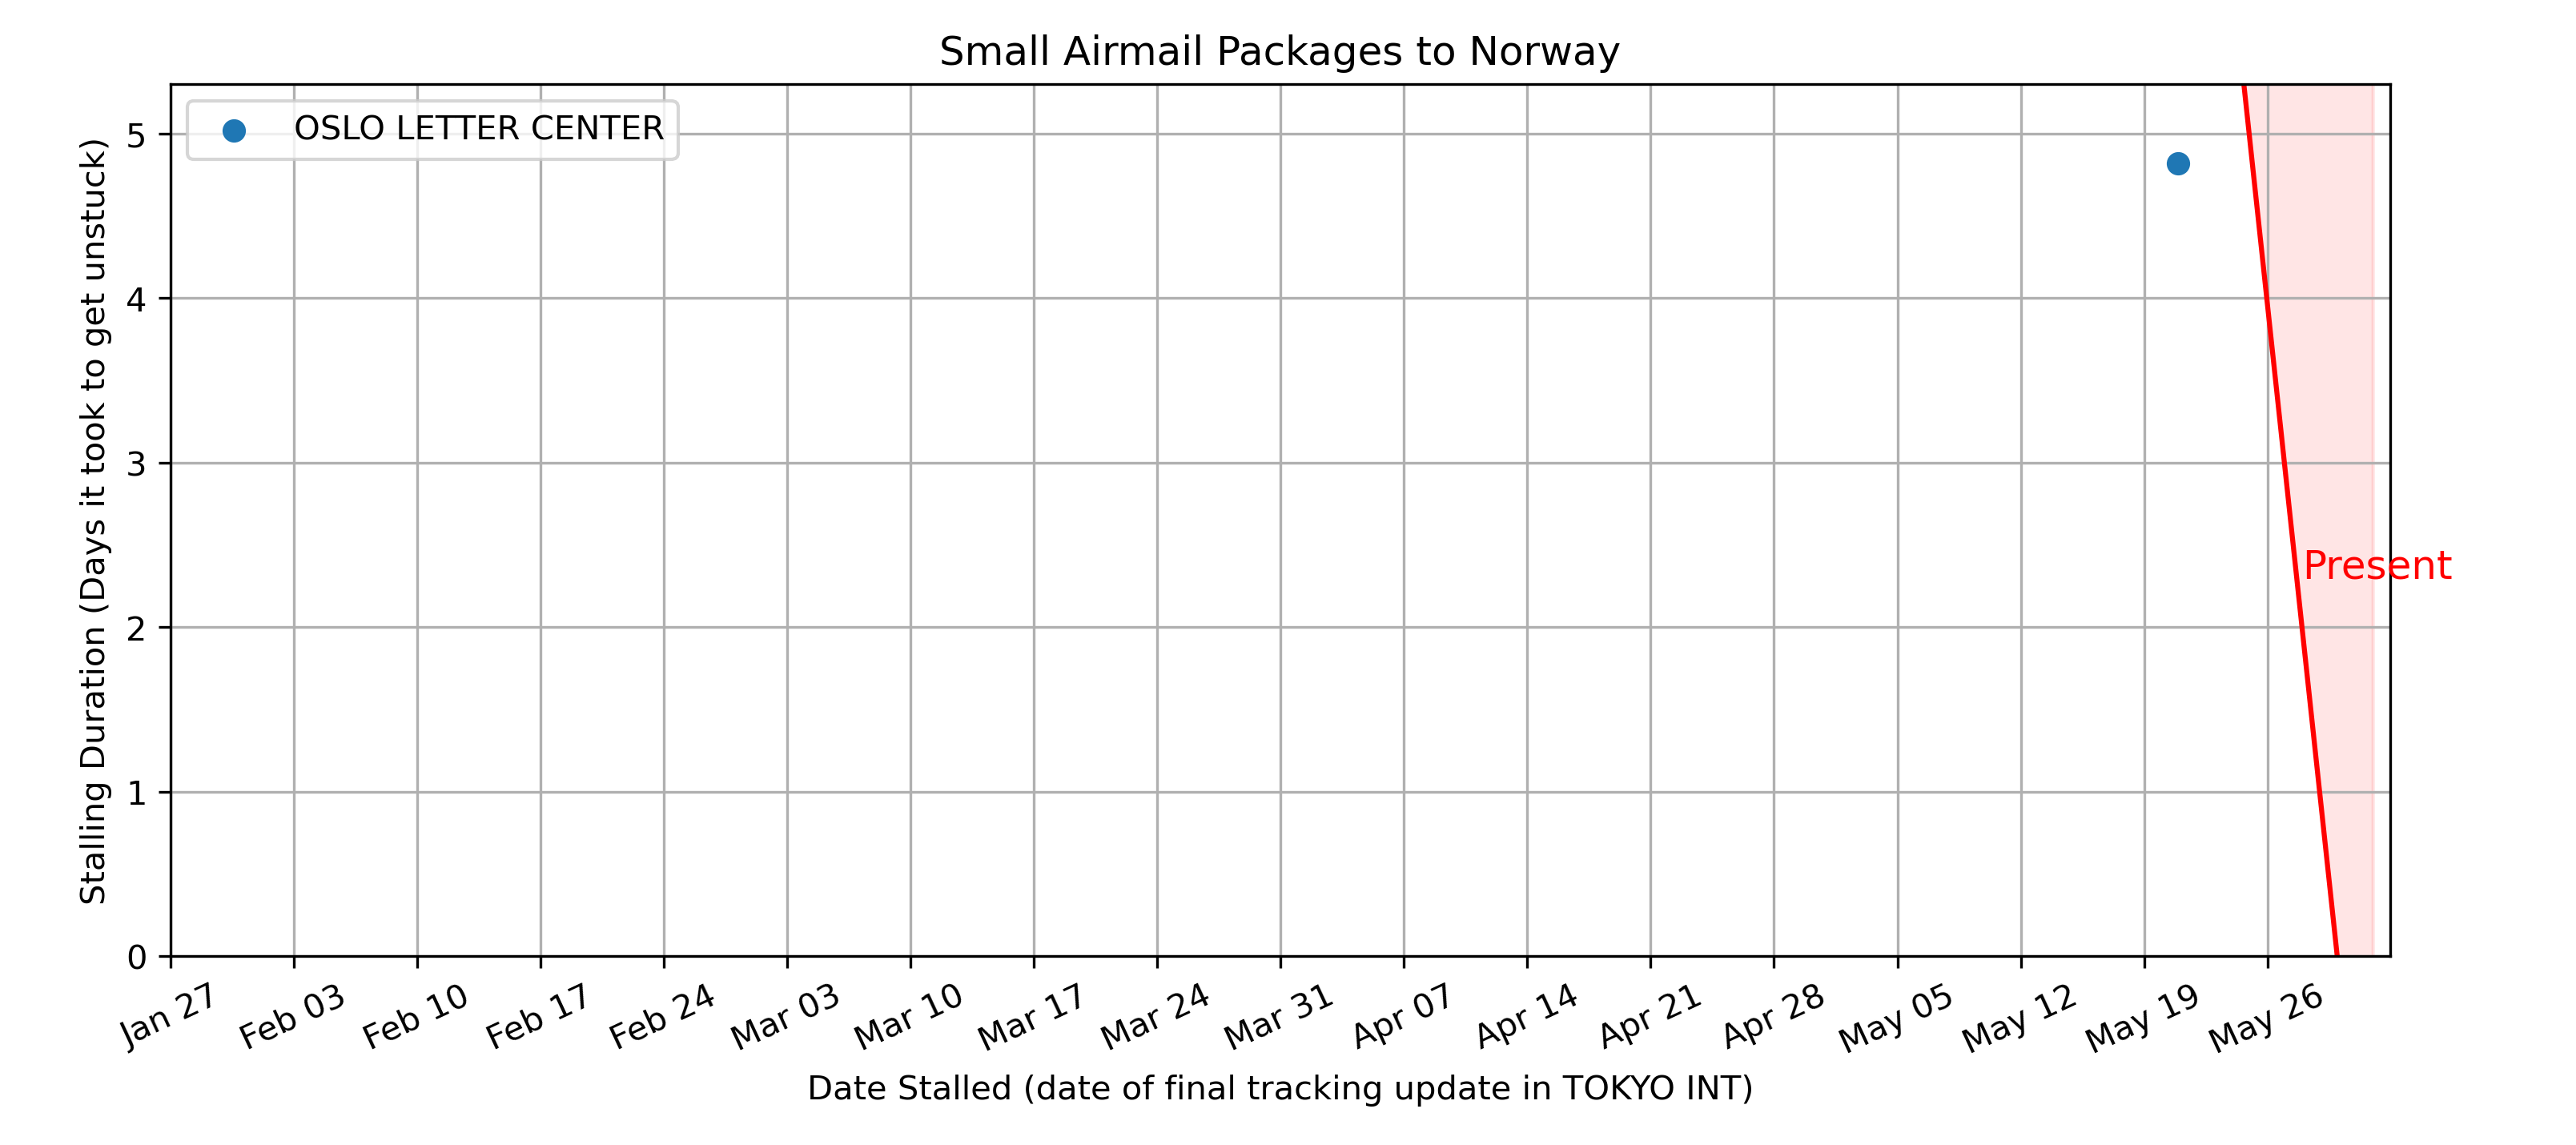 Small Airmail Packages to Norway
OSLO LETTER CENTER
Stalling Duration (Days it took to get unstuck)
5
4
3
2
1
0
Present
Jan 27
Feb 03
Feb 10
Feb 17
Feb 24
Mar 03
Mar 10
Mar 17
Mar 24
Mar 31
Apr 07
Apr 14
Apr 21
Apr 28
May 05
May 12
May 19
May 26
Date Stalled (date of final tracking update in TOKYO INT)